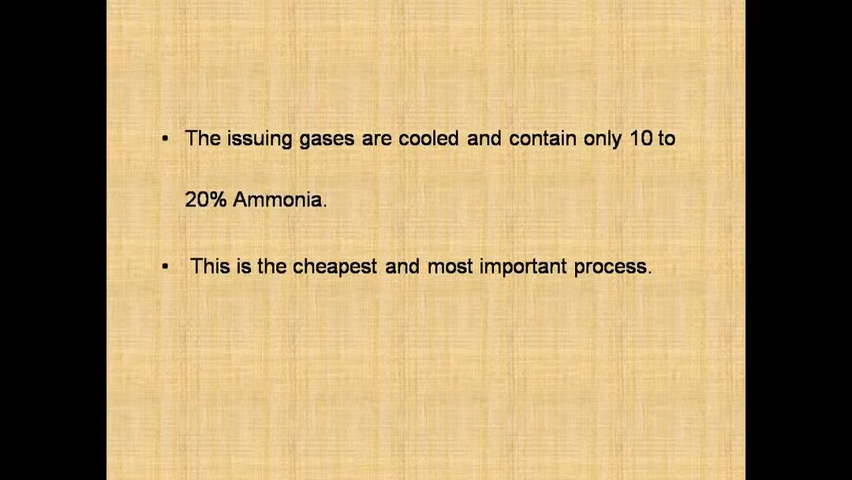 ▪ The issuing gases are cooled and contain only 10 to
20% Ammonia.
▪ This is the cheapest and most important process.